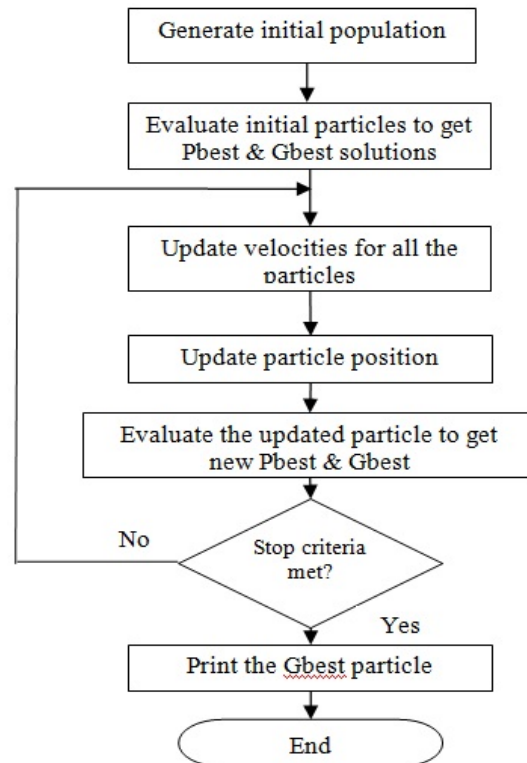 Generate initial population
Evaluate initial particles to get
Pbest & Gbest solutions
Update velocities for all the
particles
Update particle position
Evaluate the updated particle to get
new Pbest & Gbest
No
Stop criteria
met?
Yes
Print the Gbest particle
End